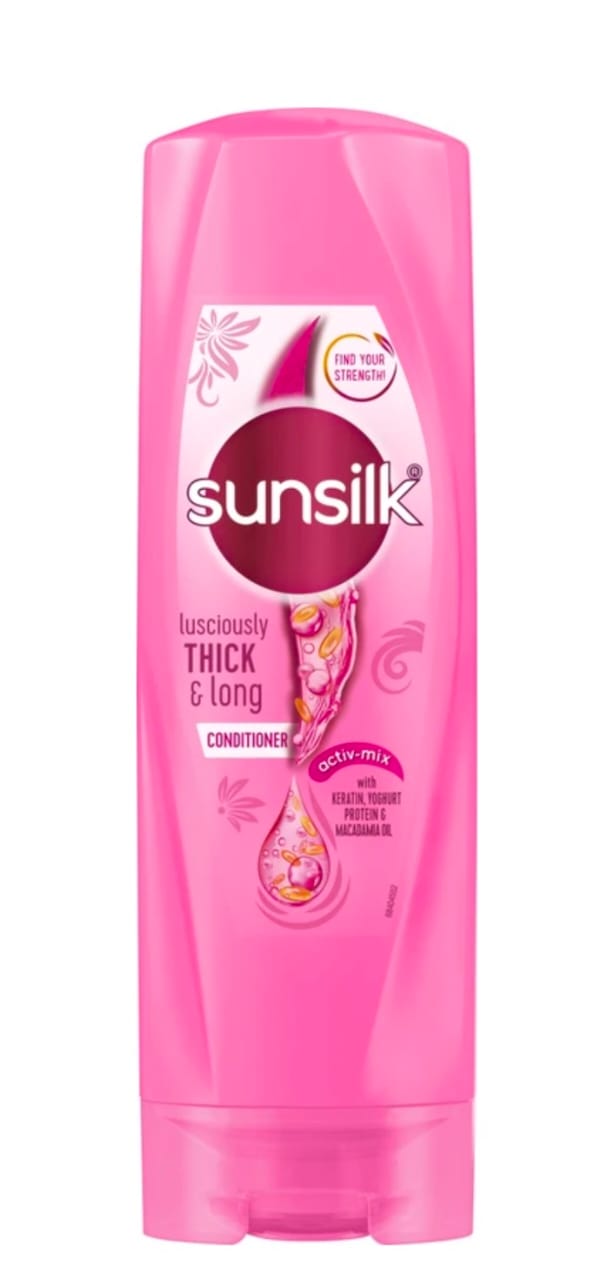 FIND YOUR
STRENGTH!
sunsilk®
lusciously
THICK
& long
CONDITIONER
activ-mix
with
KERATIN, YOGHURT
PROTEIN &
MACADAMIA OIL